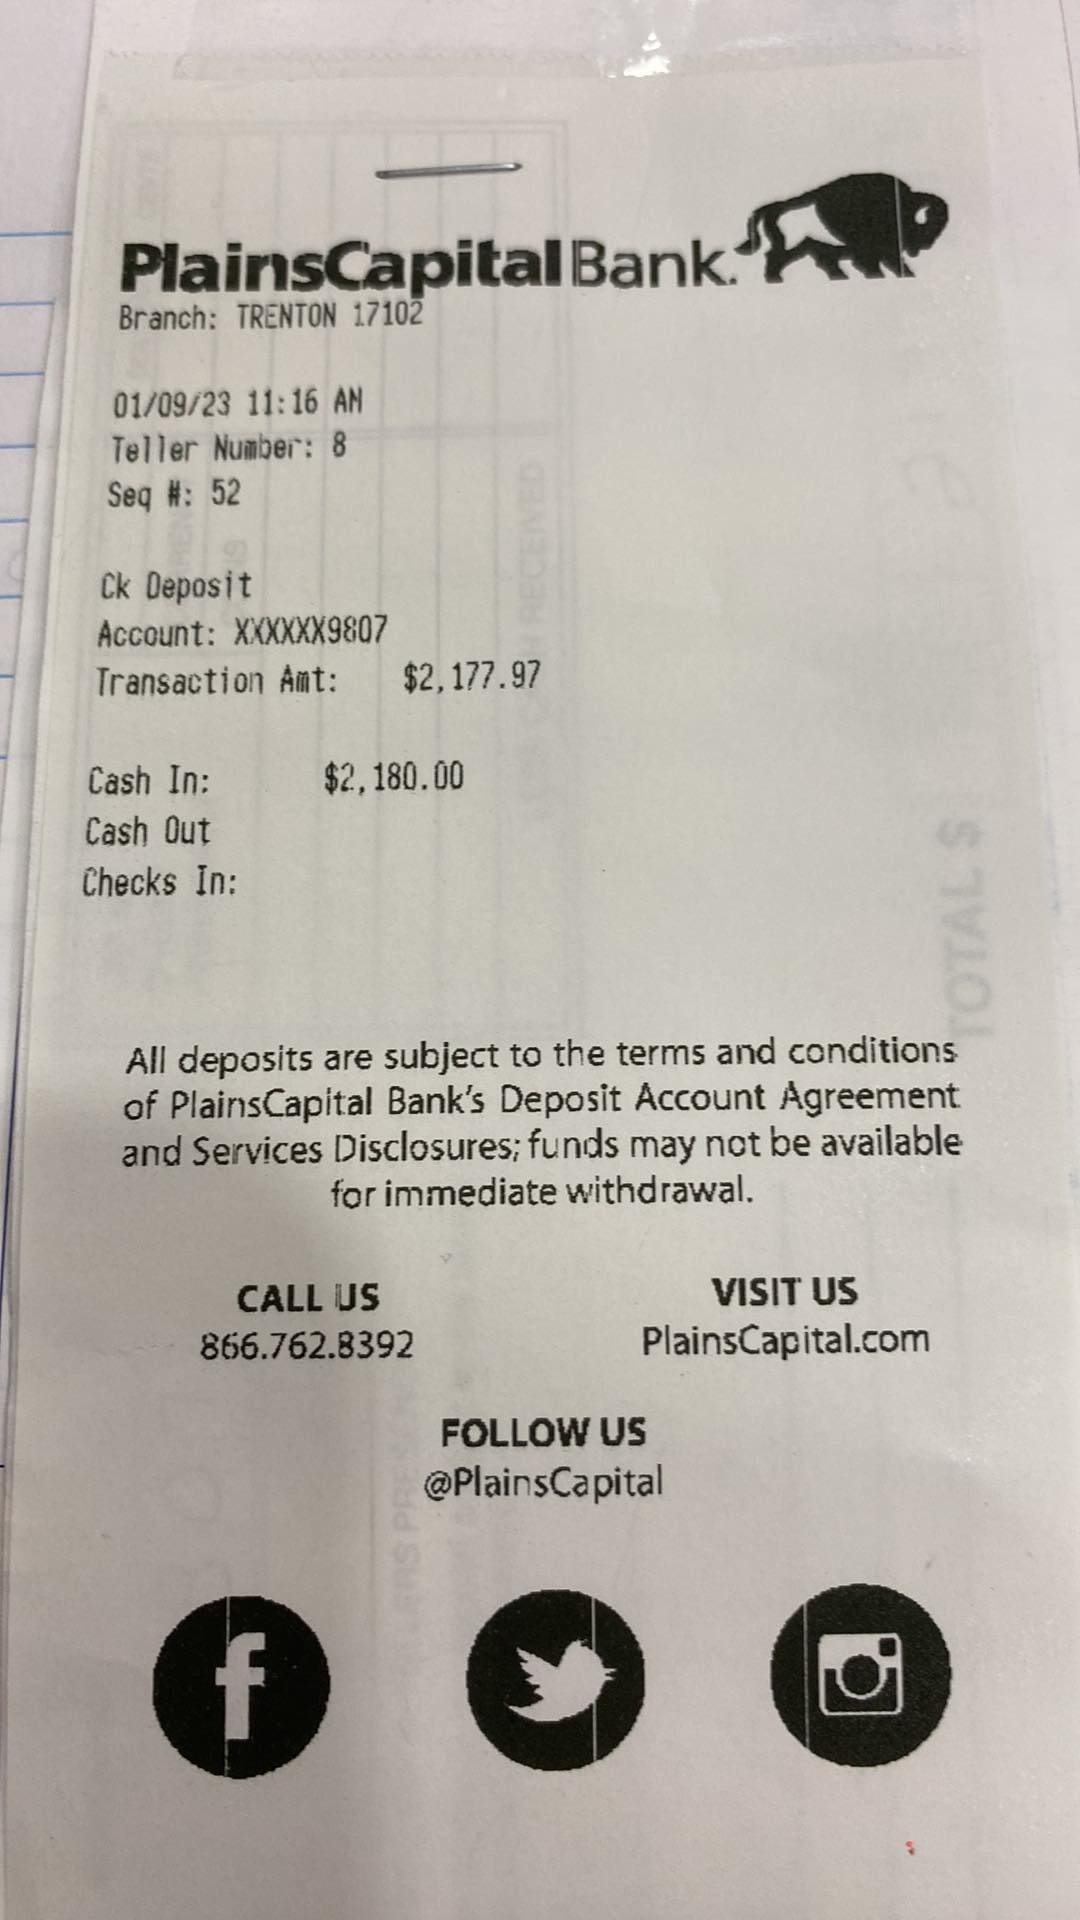 PlainsCapital Bank.
Branch: TRENTON 17102
01/09/23 11:16 AM
Teller Number: 8
Seq #: 52
Ck Deposit
Account: XXXXXX9807
Transaction Amt: $2,177.97
Cash In: $2,180.00
Cash Out
Checks In:
TOTAL $
CASH RECEIVED
All deposits are subject to the terms and conditions
of PlainsCapital Bank's Deposit Account Agreement
and Services Disclosures; funds may not be available
for immediate withdrawal.
CALL US
866.762.8392
VISIT US
PlainsCapital.com
FOLLOW US
@PlainsCapital